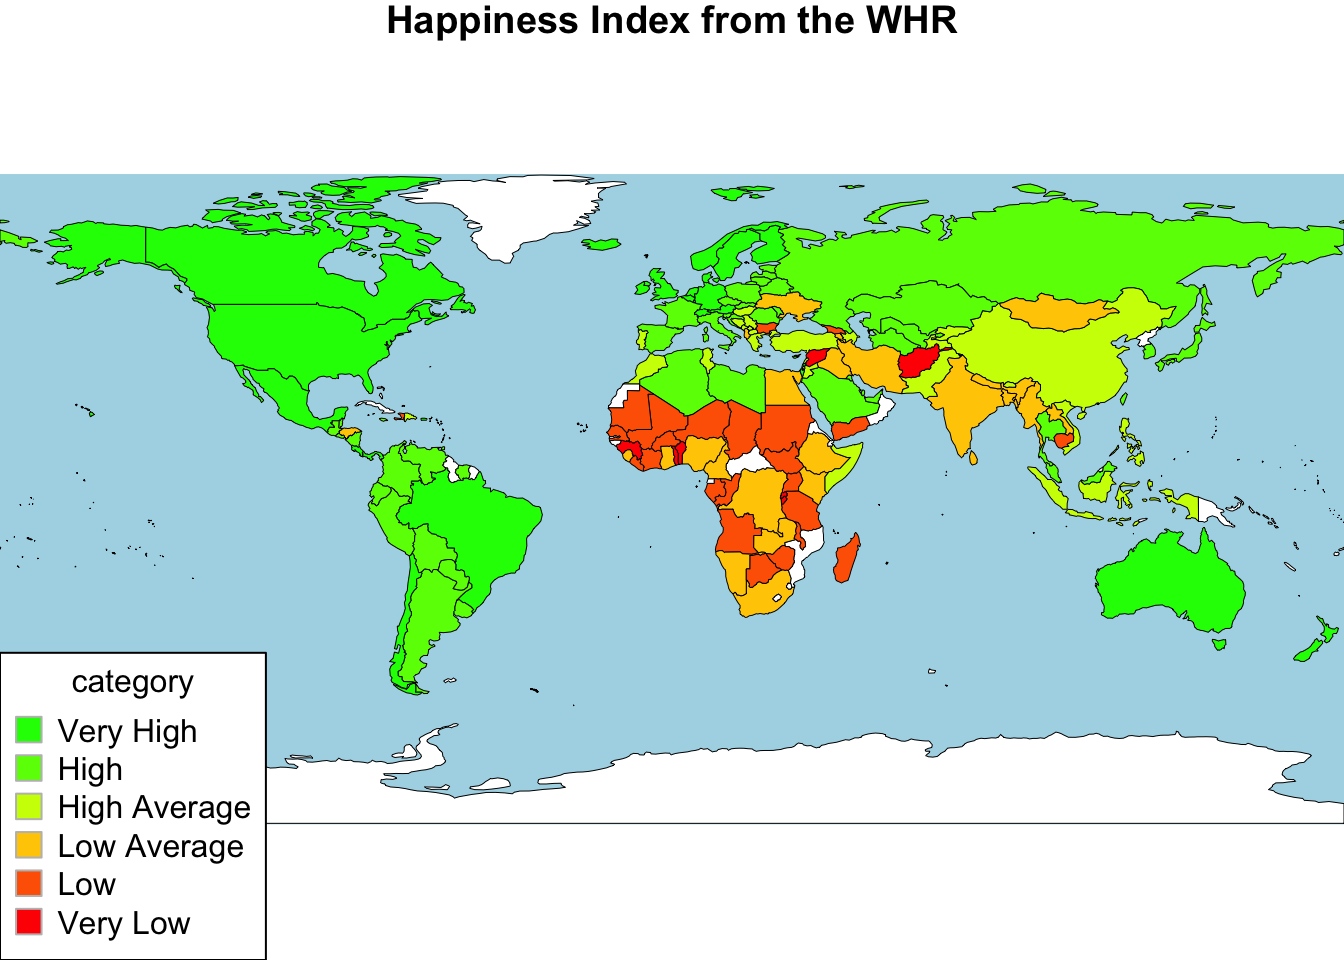 Happiness Index from the WHR
category
Very High
High
High Average
Low Average
Low
Very Low